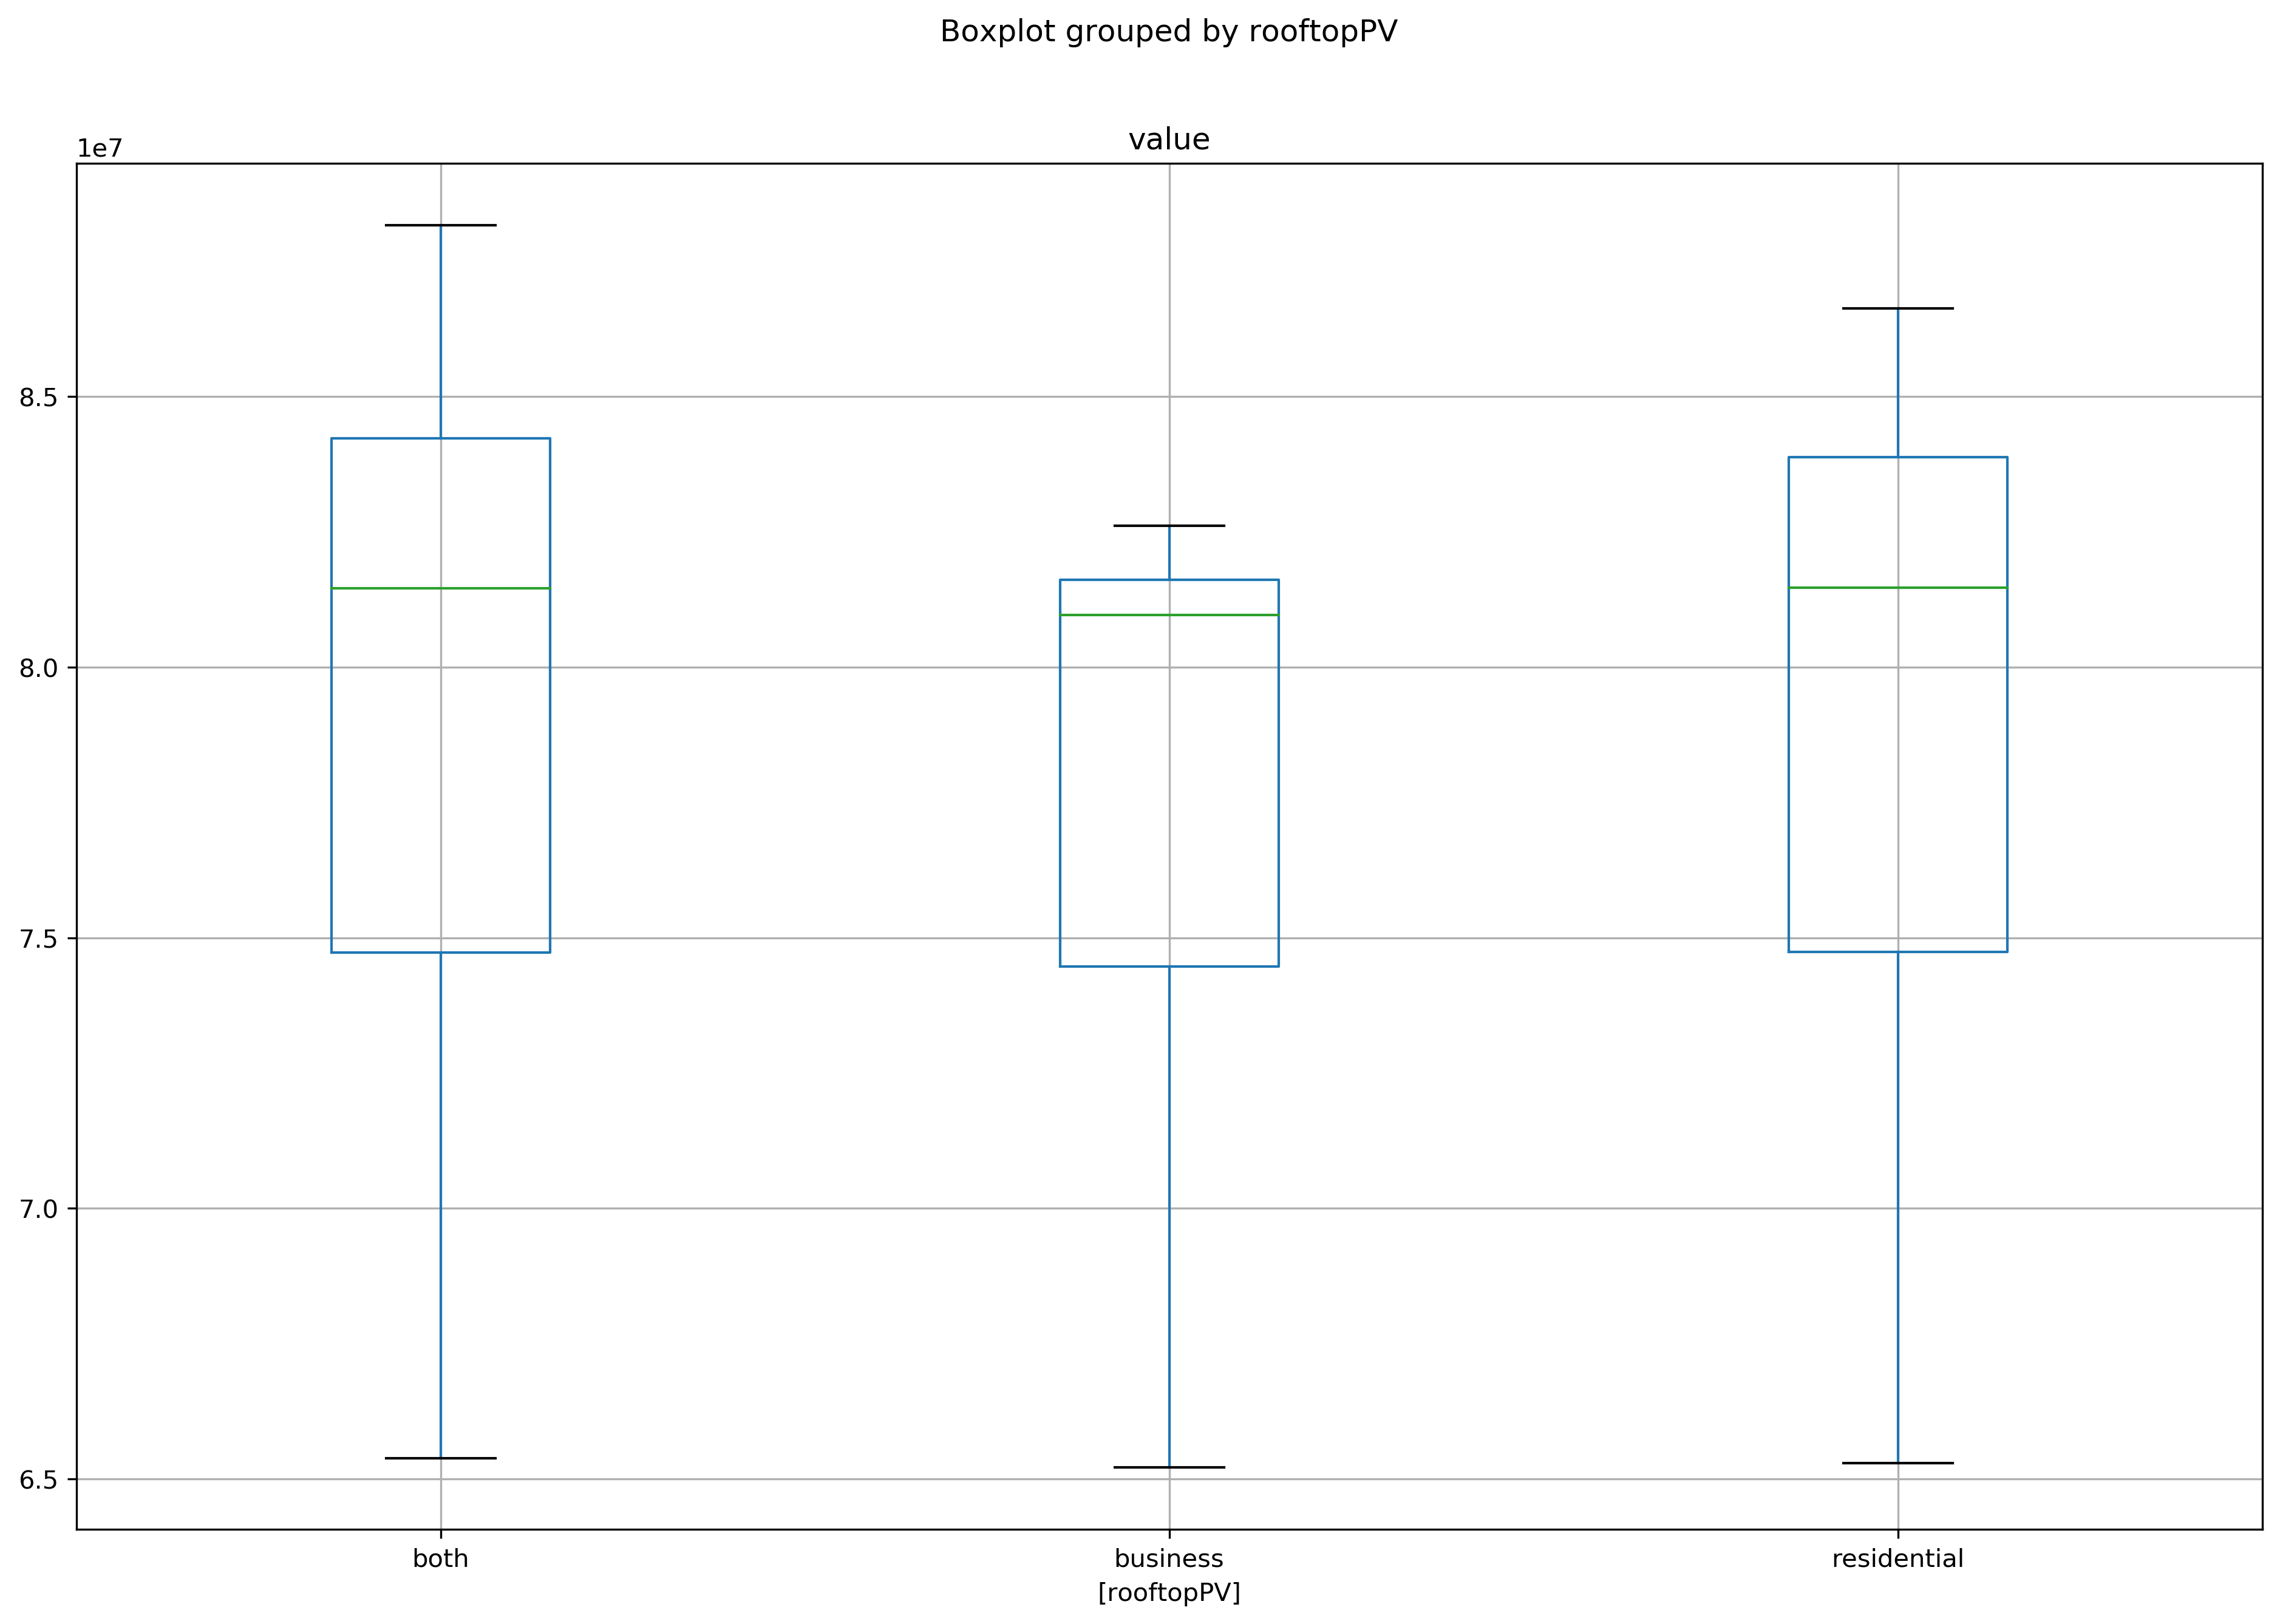 Boxplot grouped by rooftopPV
value
1e7
8.5
8.0
7.5
7.0
6.5
both business residential
[rooftopPV]